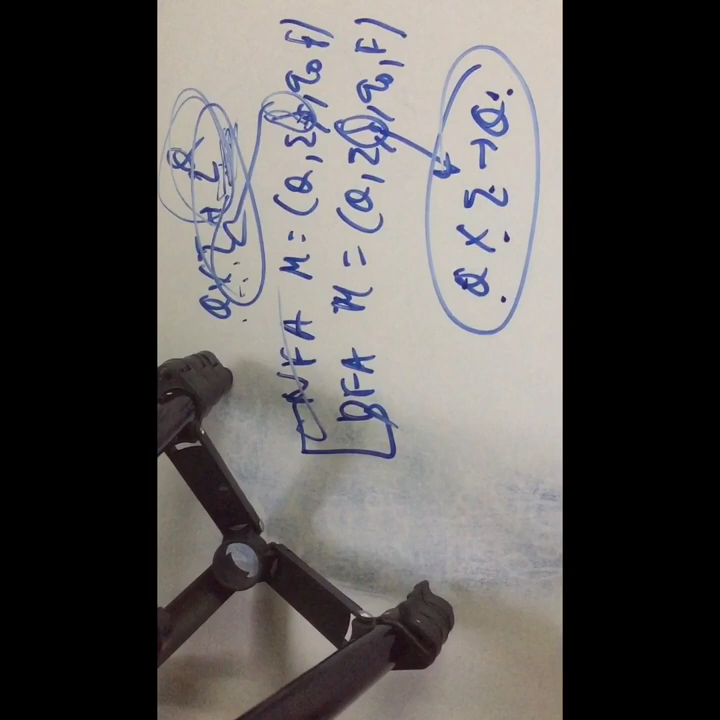 NFA M = (Q, Σ, δ, q0, F)
DFA M = (Q, Σ, δ, q0, F)
Q X Σ → Q